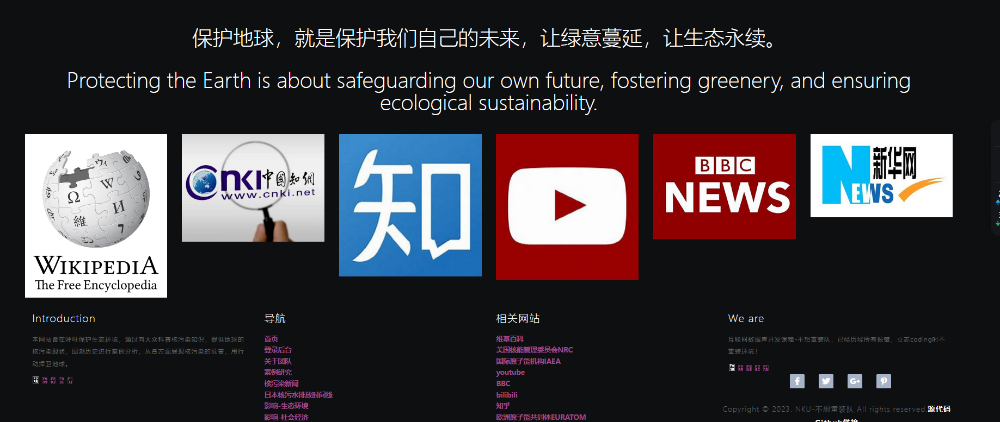 保护地球，就是保护我们自己的未来，让绿意蔓延，让生态永续。
Protecting the Earth is about safeguarding our own future, fostering greenery, and ensuring
ecological sustainability.
Ω W И 維 7
WIKIPEDIA
The Free Encyclopedia
Cnki 中国知網
www.cnki.net
知
BBC
NEWS
新华网
NEWS
Introduction
本网站旨在呼吁保护生态环境，通过向大众科普核污染知识，提供地球的
核污染现状，回溯历史进行案例分析，从各方面展现核污染的危害，用行
动捍卫地球。
导航
首页
登录后台
关于团队
案例研究
核污染新闻
日本核污水排放时间线
影响-生态环境
影响-社会经济
相关网站
维基百科
美国核能管理委员会NRC
国际原子能机构IAEA
youtube
BBC
bilibili
知乎
欧洲原子能共同体EURATOM
We are
互联网数据库开发课程-不想重装队，已经历经所有报错，立志coding时不
重装环境！
Copyright © 2023. NKU-不想重装队 All rights reserved.源代码
Github链接